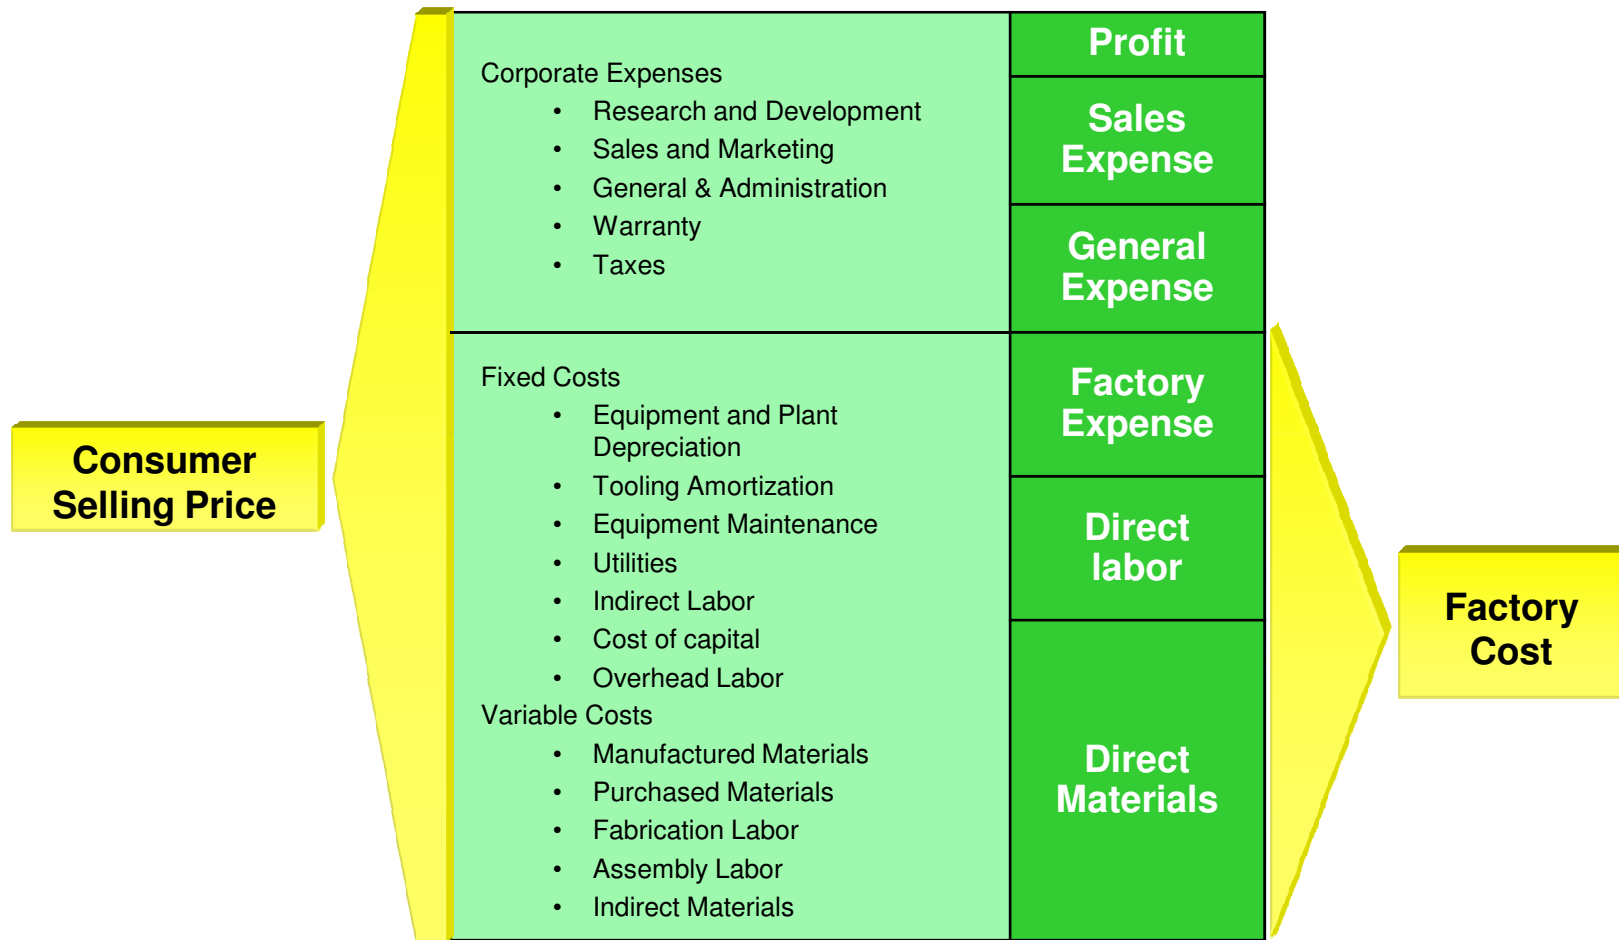 Consumer
Selling Price
Corporate Expenses
• Research and Development
• Sales and Marketing
• General & Administration
• Warranty
• Taxes
Fixed Costs
• Equipment and Plant
Depreciation
• Tooling Amortization
• Equipment Maintenance
• Utilities
• Indirect Labor
• Cost of capital
• Overhead Labor
Variable Costs
• Manufactured Materials
• Purchased Materials
• Fabrication Labor
• Assembly Labor
• Indirect Materials
Profit
Sales
Expense
General
Expense
Factory
Expense
Direct
labor
Direct
Materials
Factory
Cost